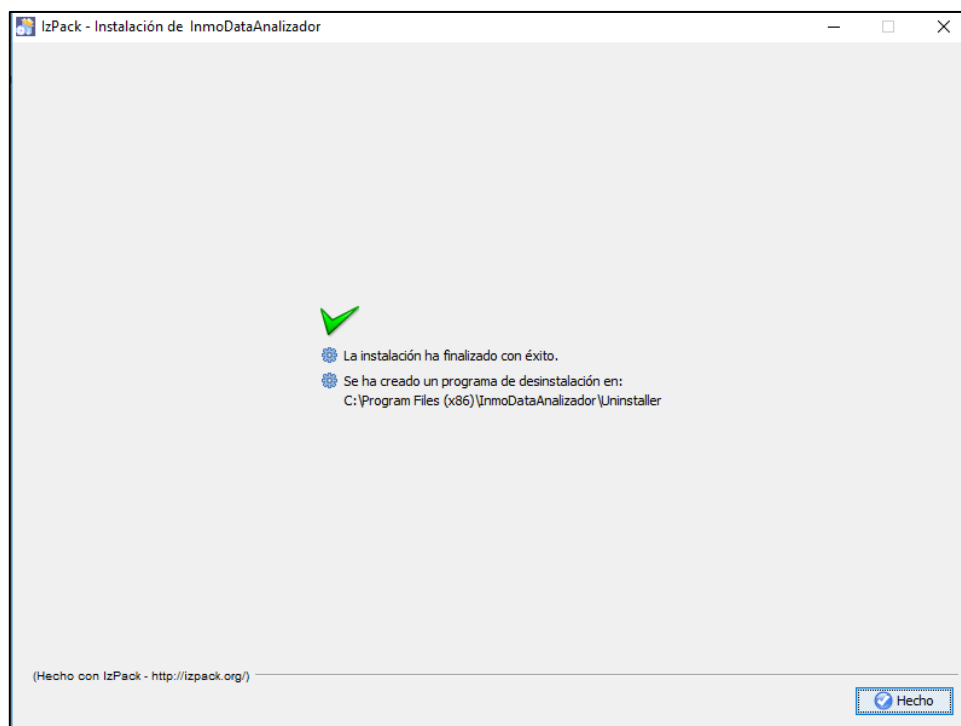 IzPack - Instalación de InmoDataAnalizador
La instalación ha finalizado con éxito.
Se ha creado un programa de desinstalación en:
C:\Program Files (x86)\InmoDataAnalizador\Uninstaller
(Hecho con IzPack - http://izpack.org/)
Hecho